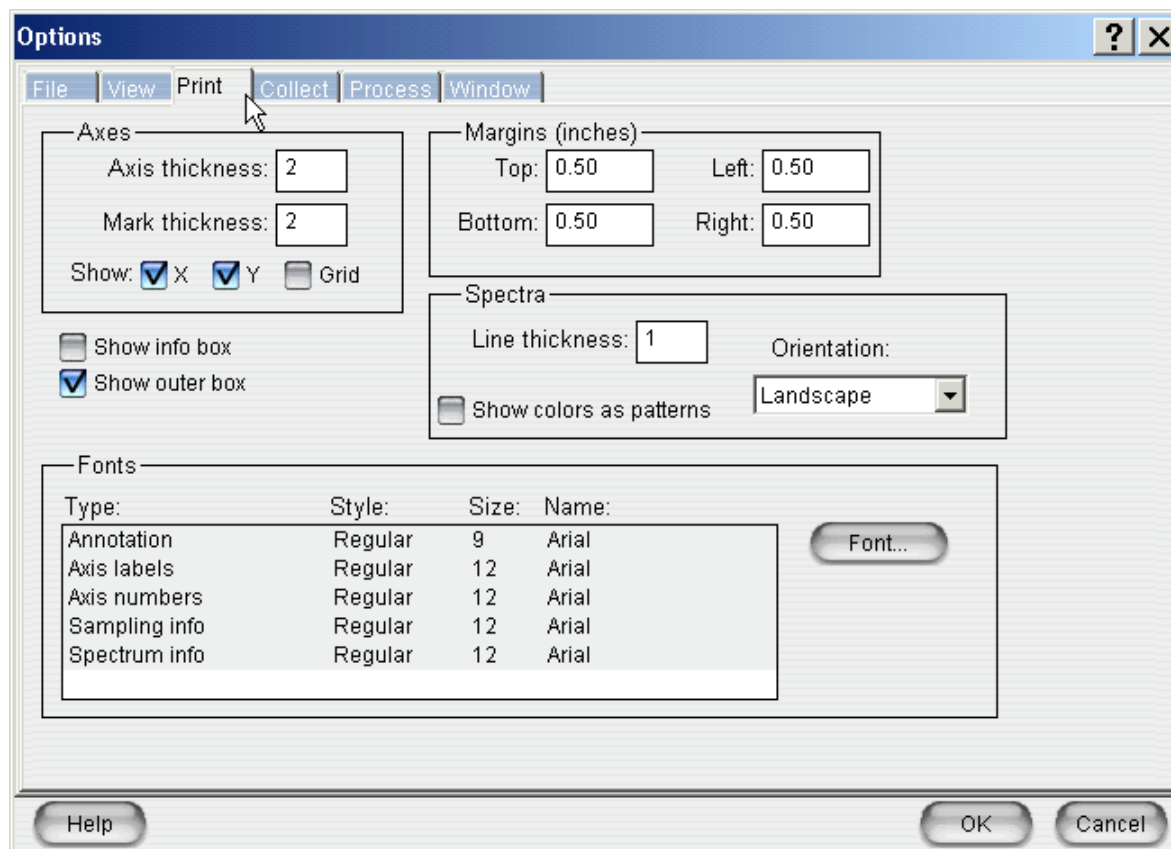 Options
File View Print Collect Process Window
Axes
Axis thickness: 2
Mark thickness: 2
Show: X Y Grid
Show info box
Show outer box
Margins (inches)
Top: 0.50 Left: 0.50
Bottom: 0.50 Right: 0.50
Spectra
Line thickness: 1
Orientation:
Landscape
Show colors as patterns
Fonts
Type: Style: Size: Name:
Annotation Regular 9 Arial
Axis labels Regular 12 Arial
Axis numbers Regular 12 Arial
Sampling info Regular 12 Arial
Spectrum info Regular 12 Arial
Font...
Help OK Cancel